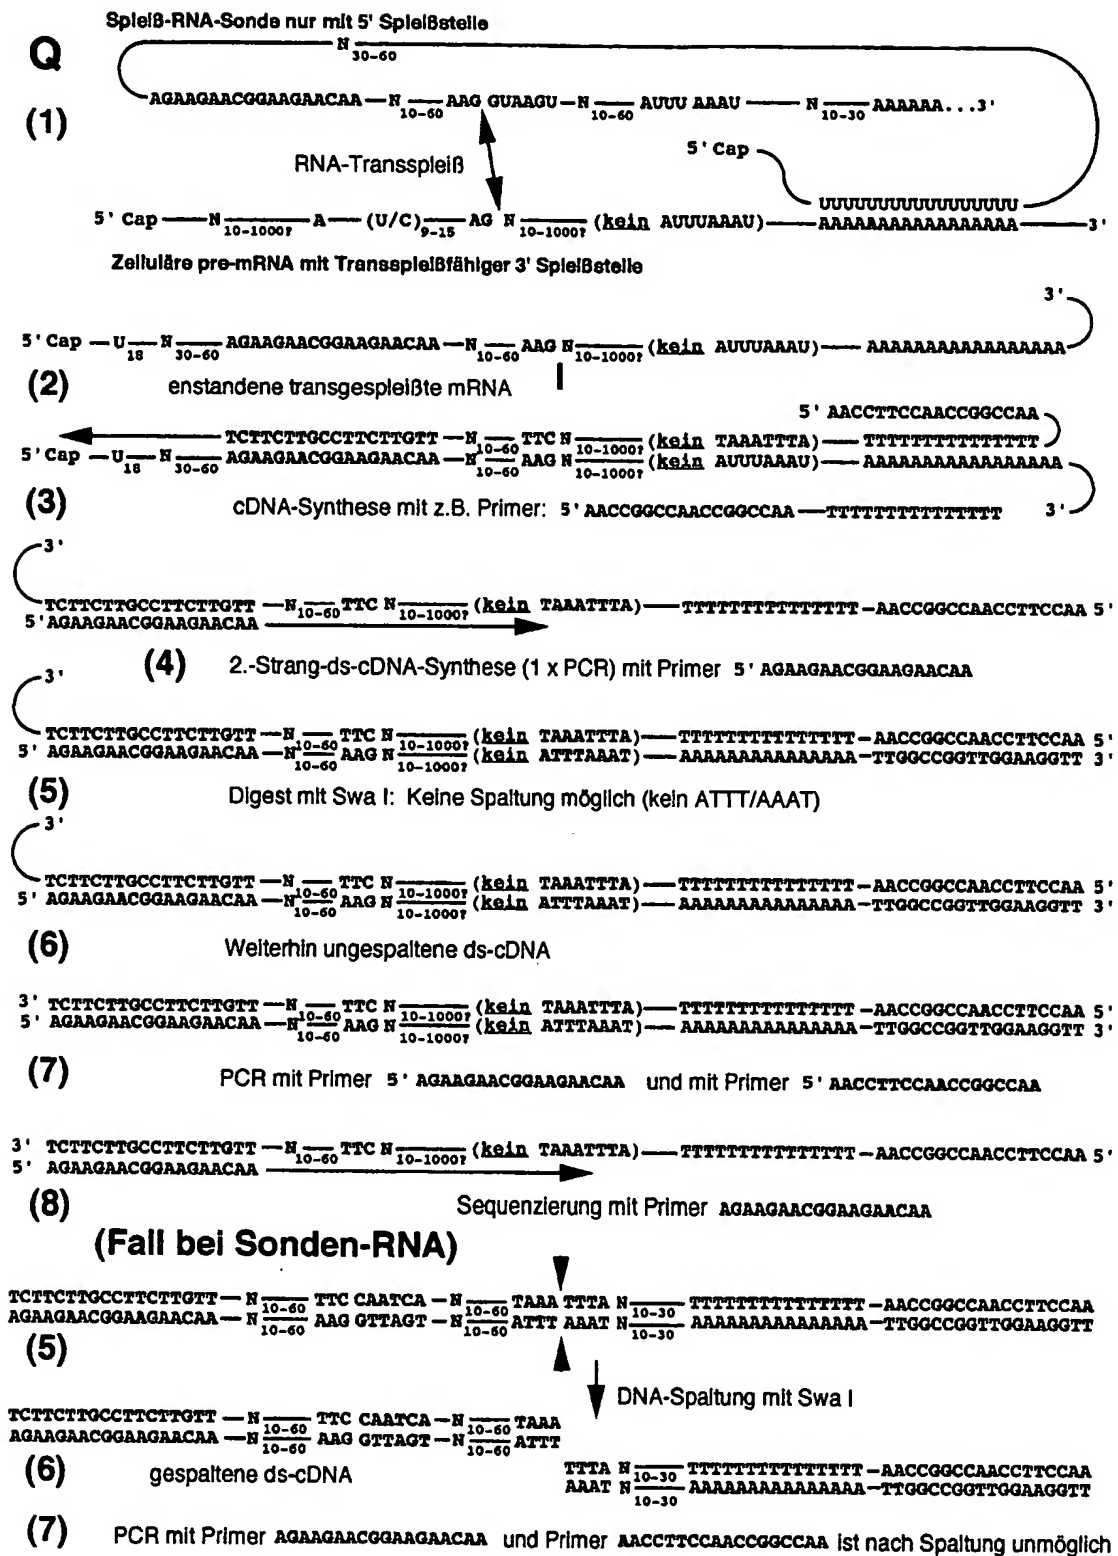 Spleiß-RNA-Sonde nur mit 5' Spleißstelle
Q
N 30-60
(1)
AGAAGAACGGAAGAACAA—N 10-60 AAG GUAAGU—N 10-60 AUUU AAAU — N 10-30 AAAAAA...3'
RNA-Transspleiß
5'Cap
UUUUUUUUUUUUUUUUU
5'Cap — N 10-1000? A — (U/C) 9-15 AG N 10-1000? (kein AUUUAAAU) — AAAAAAAAAAAAAAAAA — 3'
Zelluläre pre-mRNA mit Transspleißfähiger 3' Spleißstelle
3'
5'Cap — U 18 — N 30-60 AGAAGAACGGAAGAACAA — N 10-60 AAG N 10-1000? (kein AUUUAAAU) — AAAAAAAAAAAAAAAAA
(2)
enstandene transgespleißte mRNA
5' AACCTTCCAACCGGCCAA
TCTTCTTGCCTTCTTGTT — N 10-60 TTC N 10-1000? (kein TAAATTTA) — TTTTTTTTTTTTTTT
5'Cap — U 18 — N 30-60 AGAAGAACGGAAGAACAA — N 10-60 AAG N 10-1000? (kein AUUUAAAU) — AAAAAAAAAAAAAAAAA
(3)
cDNA-Synthese mit z.B. Primer: 5'AACCGGCCAACCGGCCAA—TTTTTTTTTTTTTTT 3'
3'
TCTTCTTGCCTTCTTGTT — N 10-60 TTC N 10-1000? (kein TAAATTTA) — TTTTTTTTTTTTTTT -AACCGGCCAACCTTCCAA 5'
5'AGAAGAACGGAAGAACAA
(4)
2.-Strang-ds-cDNA-Synthese (1 x PCR) mit Primer 5' AGAAGAACGGAAGAACAA
3'
TCTTCTTGCCTTCTTGTT — N 10-60 TTC N 10-1000? (kein TAAATTTA) — TTTTTTTTTTTTTTT -AACCGGCCAACCTTCCAA 5'
5' AGAAGAACGGAAGAACAA — N 10-60 AAG N 10-1000? (kein ATTTAAAT) — AAAAAAAAAAAAAAA -TTGGCCGGTTGGAAGGTT 3'
(5)
Digest mit Swa I: Keine Spaltung möglich (kein ATTT/AAAT)
3'
TCTTCTTGCCTTCTTGTT — N 10-60 TTC N 10-1000? (kein TAAATTTA) — TTTTTTTTTTTTTTT -AACCGGCCAACCTTCCAA 5'
5' AGAAGAACGGAAGAACAA — N 10-60 AAG N 10-1000? (kein ATTTAAAT) — AAAAAAAAAAAAAAA -TTGGCCGGTTGGAAGGTT 3'
(6)
Weiterhin ungespaltene ds-cDNA
3' TCTTCTTGCCTTCTTGTT — N 10-60 TTC N 10-1000? (kein TAAATTTA) — TTTTTTTTTTTTTTT -AACCGGCCAACCTTCCAA 5'
5' AGAAGAACGGAAGAACAA — N 10-60 AAG N 10-1000? (kein ATTTAAAT) — AAAAAAAAAAAAAAA -TTGGCCGGTTGGAAGGTT 3'
(7)
PCR mit Primer 5' AGAAGAACGGAAGAACAA und mit Primer 5' AACCTTCCAACCGGCCAA
3' TCTTCTTGCCTTCTTGTT — N 10-60 TTC N 10-1000? (kein TAAATTTA) — TTTTTTTTTTTTTTT -AACCGGCCAACCTTCCAA 5'
5' AGAAGAACGGAAGAACAA
(8)
Sequenzierung mit Primer AGAAGAACGGAAGAACAA
(Fall bei Sonden-RNA)
TCTTCTTGCCTTCTTGTT — N 10-60 TTC CAATCA — N 10-60 TAAA TTTA N 10-30 TTTTTTTTTTTTTTT -AACCGGCCAACCTTCCAA
AGAAGAACGGAAGAACAA — N 10-60 AAG GTTAGT — N 10-60 ATTT AAAT N 10-30 AAAAAAAAAAAAAAA -TTGGCCGGTTGGAAGGTT
(5)
DNA-Spaltung mit Swa I
TCTTCTTGCCTTCTTGTT — N 10-60 TTC CAATCA — N 10-60 TAAA
AGAAGAACGGAAGAACAA — N 10-60 AAG GTTAGT — N 10-60 ATTT
(6)
gespaltene ds-cDNA
TTTA N 10-30 TTTTTTTTTTTTTTT -AACCGGCCAACCTTCCAA
AAAT N 10-30 AAAAAAAAAAAAAAA -TTGGCCGGTTGGAAGGTT
(7)
PCR mit Primer AGAAGAACGGAAGAACAA und Primer AACCTTCCAACCGGCCAA ist nach Spaltung unmöglich